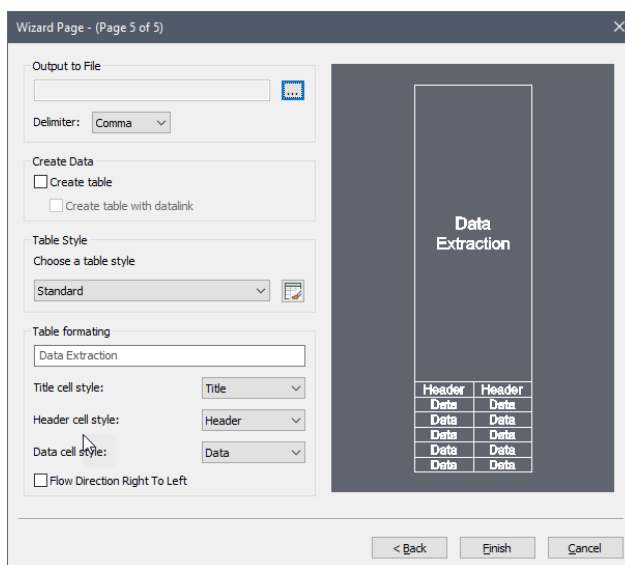 Wizard Page - (Page 5 of 5)
Output to File
...
Delimiter: Comma
Create Data
Create table
Create table with datalink
Table Style
Choose a table style
Standard
Table formating
Data Extraction
Title cell style: Title
Header cell style: Header
Data cell style: Data
Flow Direction Right To Left
Data
Extraction
Header Header
Data Data
Data Data
Data Data
Data Data
Data Data
< Back Finish Cancel